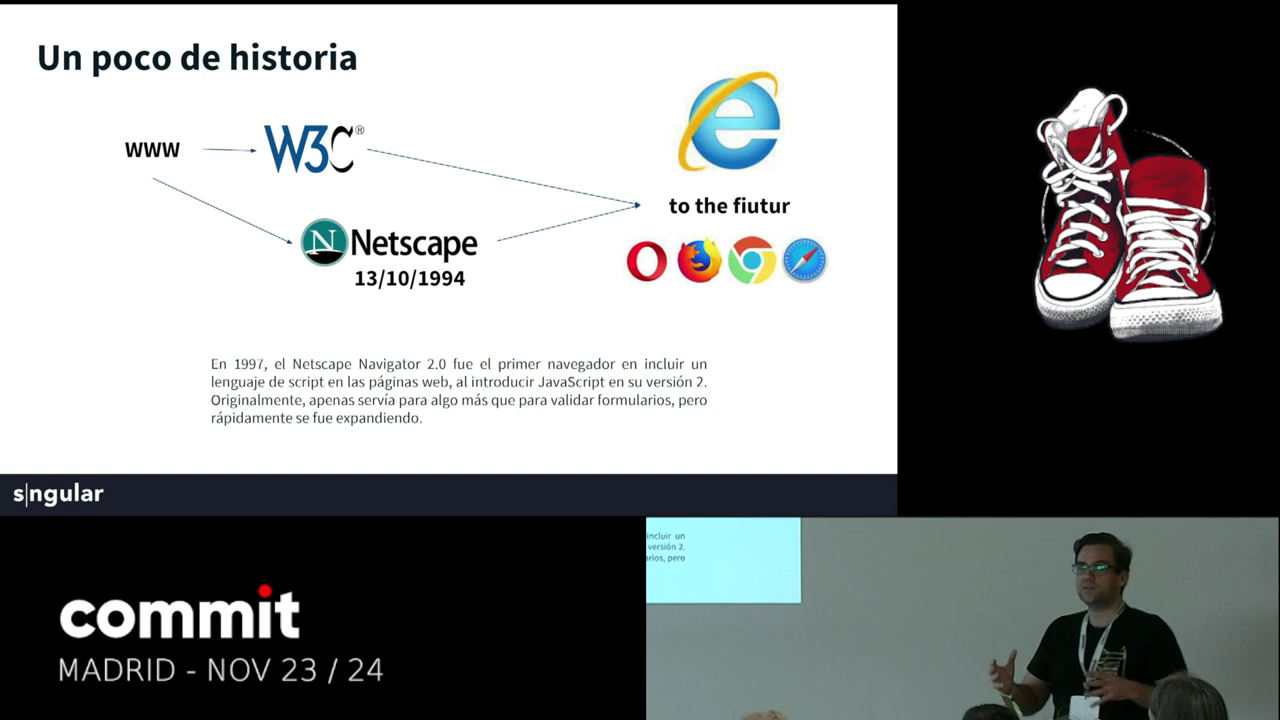 Un poco de historia
WWW
W3C®
N Netscape
13/10/1994
e
to the fiutur
En 1997, el Netscape Navigator 2.0 fue el primer navegador en incluir un
lenguaje de script en las páginas web, al introducir JavaScript en su versión 2.
Originalmente, apenas servía para algo más que para validar formularios, pero
rápidamente se fue expandiendo.
s|ngular
commit
MADRID - NOV 23 / 24
incluir un
versión 2.
arios, pero